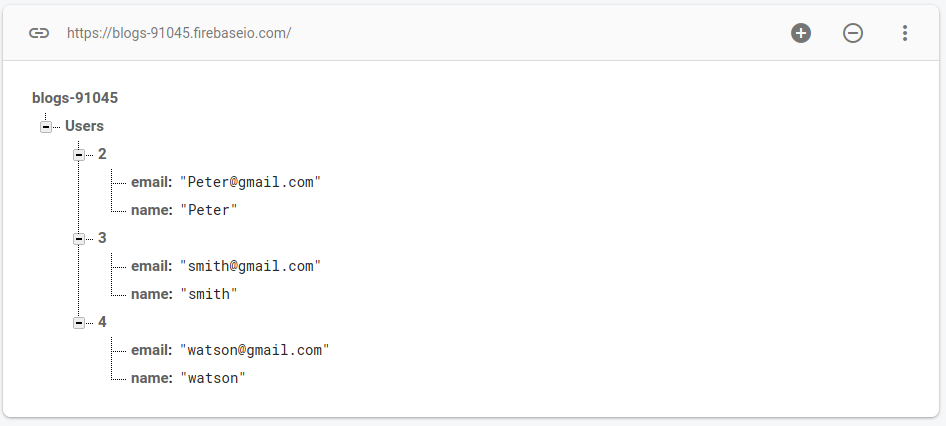 https://blogs-91045.firebaseio.com/
blogs-91045
Users
2
email: "Peter@gmail.com"
name: "Peter"
3
email: "smith@gmail.com"
name: "smith"
4
email: "watson@gmail.com"
name: "watson"